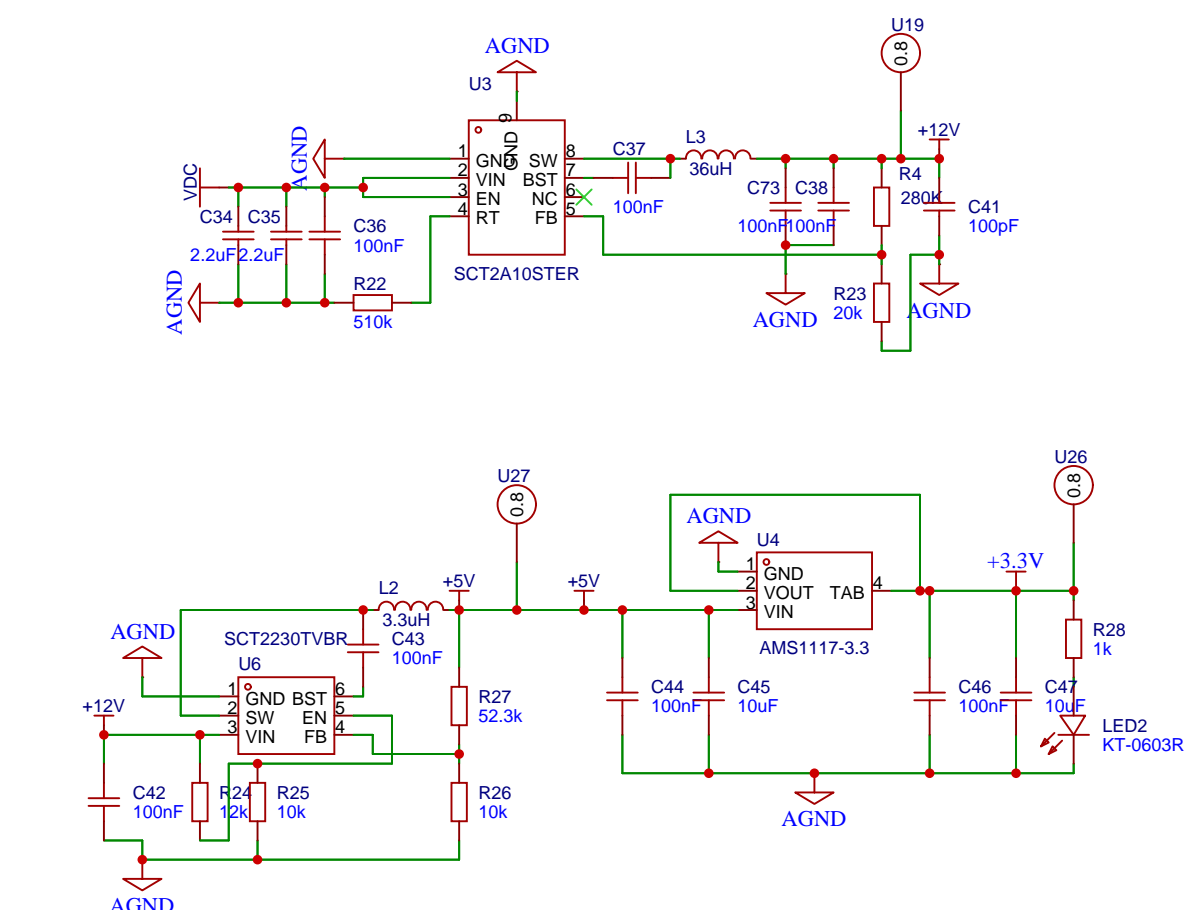 U19
0.8
AGND
U3
9
GND
+12V
AGND
1
GND
SW
8
C37
L3
36uH
2
VIN
BST
7
VDC
3
EN
NC
6
100nF
4
RT
FB
5
C34
C35
C36
100nF
2.2uF
2.2uF
C73
C38
100nF
100nF
R4
280K
C41
100pF
SCT2A10STER
AGND
R22
510k
AGND
R23
20k
AGND
U27
0.8
U26
0.8
AGND
U4
1
GND
2
VOUT
TAB
4
3
VIN
AMS1117-3.3
+3.3V
L2
3.3uH
+5V
+5V
AGND
SCT2230TVBR
C43
100nF
R28
1k
U6
1
GND
BST
6
2
SW
EN
5
3
VIN
FB
4
+12V
R27
52.3k
C44
100nF
C45
10uF
C46
100nF
C47
10uF
LED2
KT-0603R
C42
100nF
R24
12k
R25
10k
R26
10k
AGND
AGND